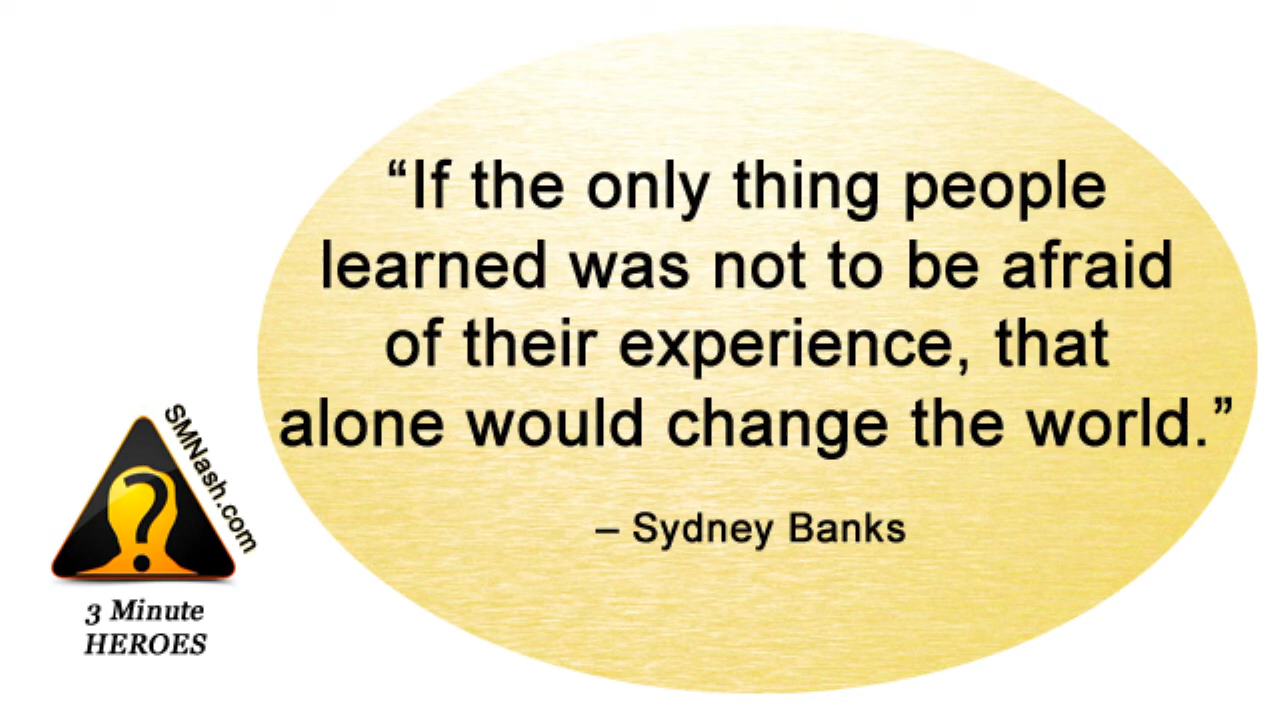 “If the only thing people
learned was not to be afraid
of their experience, that
alone would change the world.”
– Sydney Banks
SMNash.com
?
3 Minute
HEROES